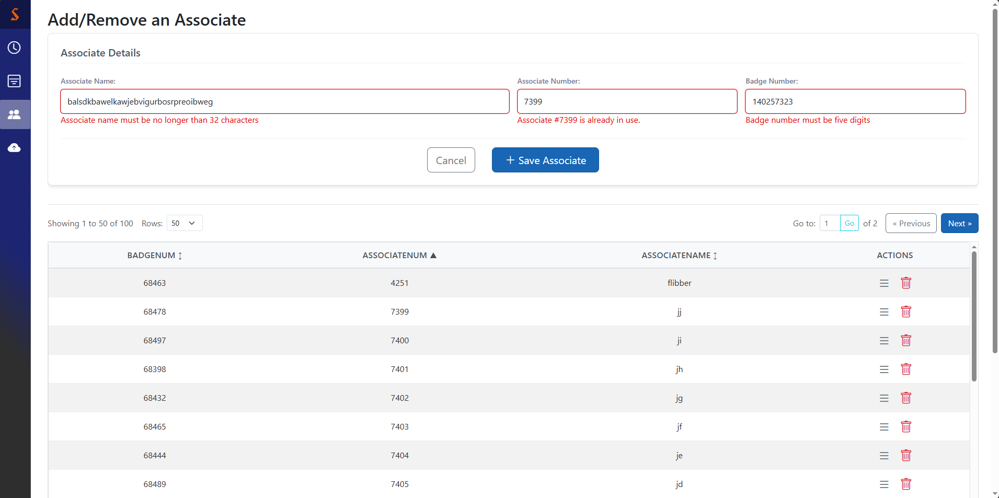 Add/Remove an Associate
Associate Details
Associate Name: Associate Number: Badge Number:
balsdkbawelkawjebvigurbosrpreoibweg 7399 140257323
Associate name must be no longer than 32 characters Associate #7399 is already in use. Badge number must be five digits
Cancel + Save Associate
Showing 1 to 50 of 100 Rows: 50 Go to: 1 Go of 2 « Previous Next »
BADGENUM ASSOCIATENUM ASSOCIATENAME ACTIONS
68463 4251 flibber
68478 7399 jj
68497 7400 ji
68398 7401 jh
68432 7402 jg
68465 7403 jf
68444 7404 je
68489 7405 jd